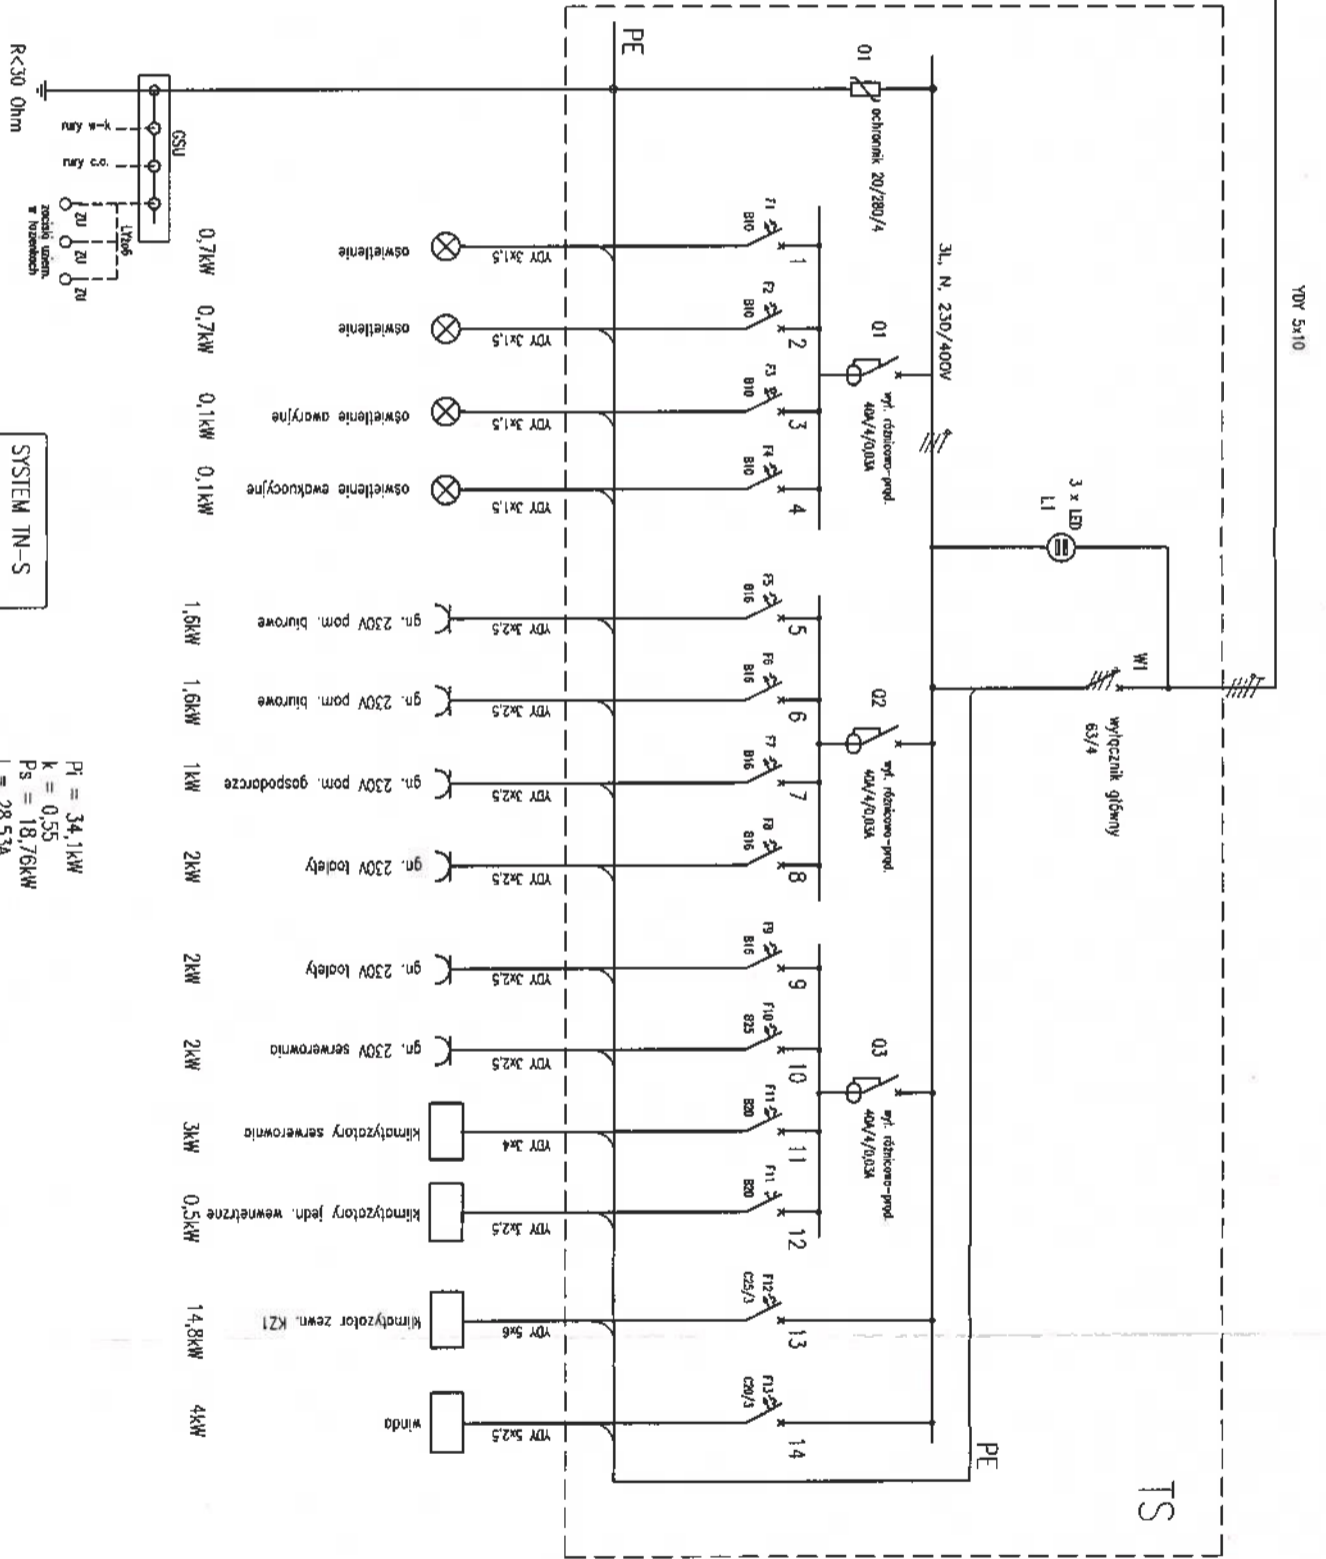 YDY 5x10
TS
PE
W1
wyłącznik główny
63/4
3 x LED
L1
3L, N, 230/400V
01
ochronnik 20/280/4
PE
Q1
wył. różnicowo-prąd.
40A/4/0,03A
Q2
wył. różnicowo-prąd.
40A/4/0,03A
Q3
wył. różnicowo-prąd.
40A/4/0,03A
1
F1
B10
YDY 3x1,5
oświetlenie
0,7kW
2
F2
B10
YDY 3x1,5
oświetlenie
0,7kW
3
F3
B10
YDY 3x1,5
oświetlenie awaryjne
0,1kW
4
F4
B10
YDY 3x1,5
oświetlenie ewakuacyjne
0,1kW
5
F5
B16
YDY 3x2,5
gn. 230V pom. biurowe
1,6kW
6
F6
B16
YDY 3x2,5
gn. 230V pom. biurowe
1,6kW
7
F7
B16
YDY 3x2,5
gn. 230V pom. gospodarcze
1kW
8
F8
B16
YDY 3x2,5
gn. 230V toalety
2kW
9
F9
B16
YDY 3x2,5
gn. 230V toalety
2kW
10
F10
B25
YDY 3x2,5
gn. 230V serwerownia
2kW
11
F11
B20
YDY 3x4
klimatyzatory serwerownia
3kW
12
F11
B20
YDY 3x2,5
klimatyzatory jedn. wewnetrzne
0,5kW
13
F12
C25/3
YDY 5x6
klimatyzator zewn. KZ1
14,8kW
14
F13
C20/3
YDY 5x2,5
winda
4kW
GSU
rury w-k
rury c.o.
LYżo6
ZU
ZU
ZU
zaciski uziem.
w łazienkach
R<30 Ohm
SYSTEM TN-S
Pi = 34,1kW
k = 0,55
Ps = 18,76kW
I = 28,53A